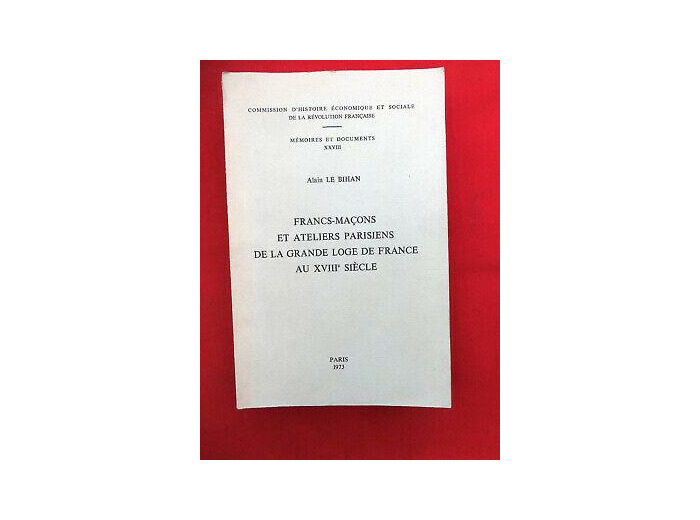 COMMISSION D'HISTOIRE ÉCONOMIQUE ET SOCIALE
DE LA RÉVOLUTION FRANÇAISE
MÉMOIRES ET DOCUMENTS
XXVIII
Alain LE BIHAN
FRANCS-MAÇONS
ET ATELIERS PARISIENS
DE LA GRANDE LOGE DE FRANCE
AU XVIIIᵉ SIÈCLE
PARIS
1973